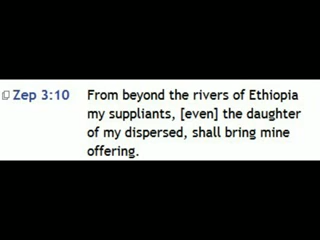 Zep 3:10 From beyond the rivers of Ethiopia
my suppliants, [even] the daughter
of my dispersed, shall bring mine
offering.